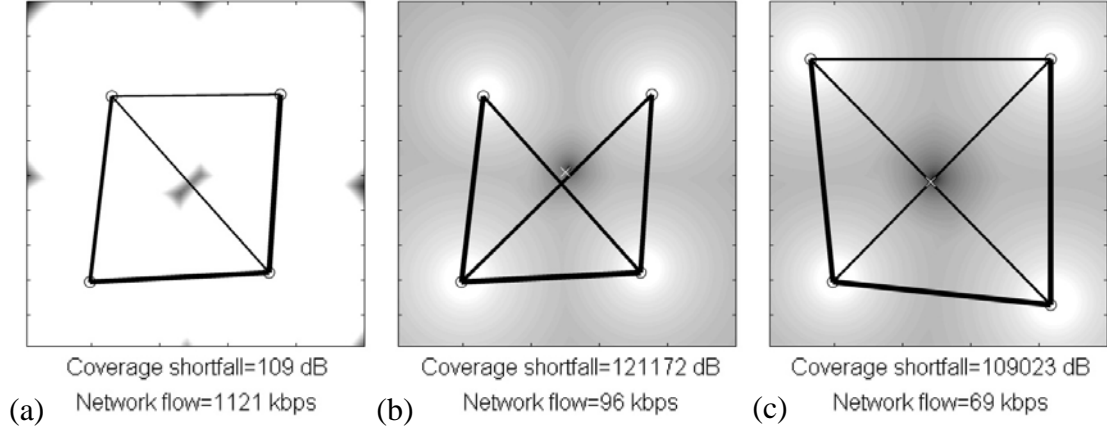 Coverage shortfall=109 dB
(a) Network flow=1121 kbps
Coverage shortfall=121172 dB
(b) Network flow=96 kbps
Coverage shortfall=109023 dB
(c) Network flow=69 kbps